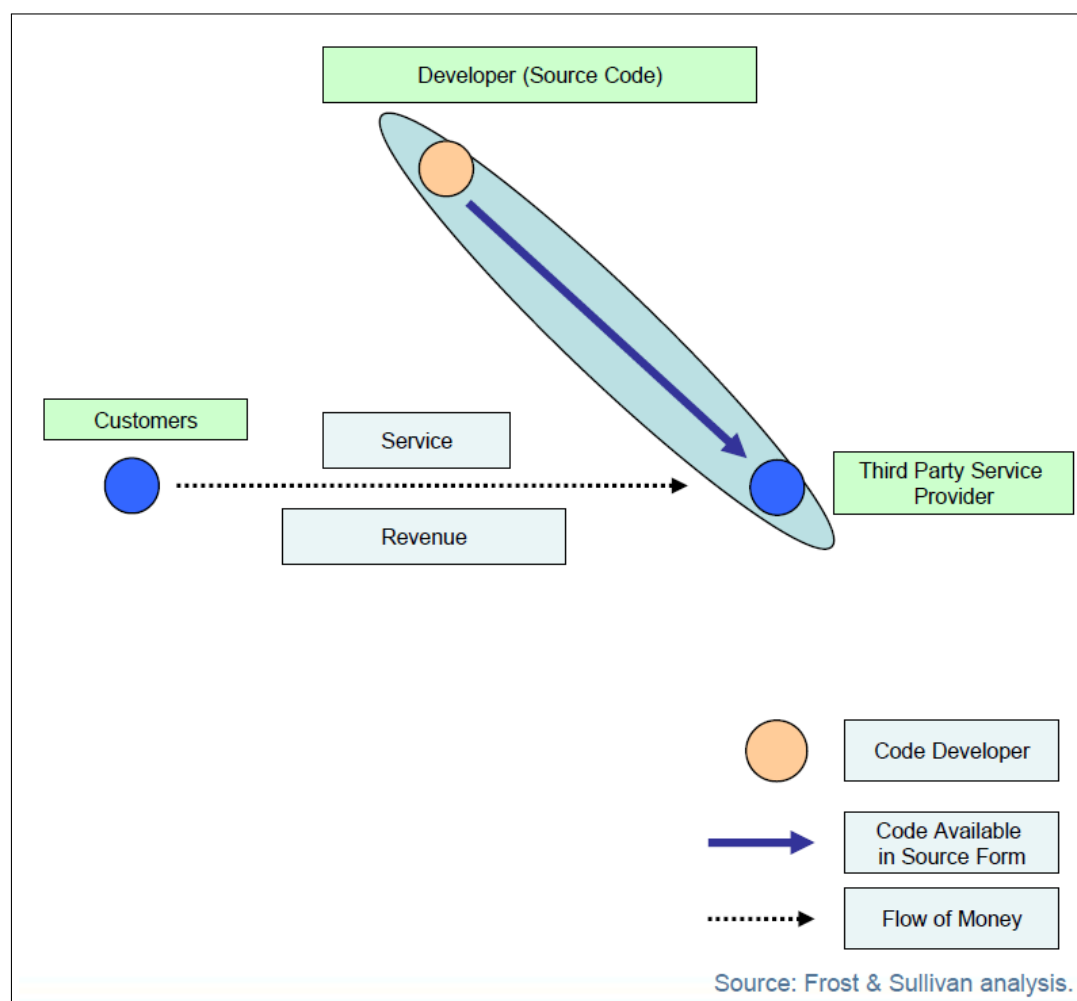 Developer (Source Code)
Customers
Service
Third Party Service
Provider
Revenue
Code Developer
Code Available
in Source Form
Flow of Money
Source: Frost & Sullivan analysis.